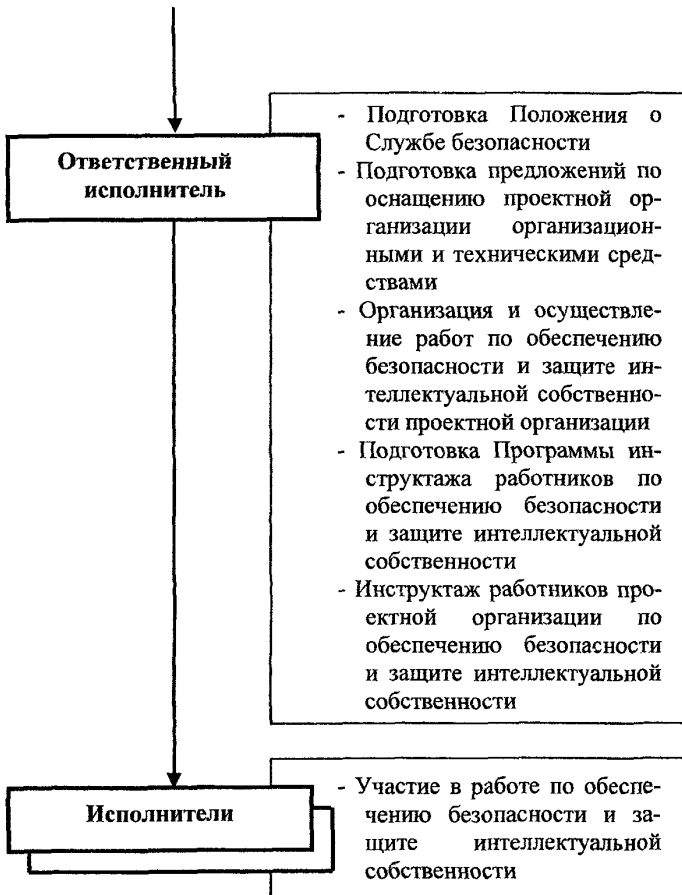 Ответственный
исполнитель
- Подготовка Положения о
Службе безопасности
- Подготовка предложений по
оснащению проектной ор-
ганизации организацион-
ными и техническими сред-
ствами
- Организация и осуществле-
ние работ по обеспечению
безопасности и защите ин-
теллектуальной собственно-
сти проектной организации
- Подготовка Программы ин-
структажа работников по
обеспечению безопасности
и защите интеллектуальной
собственности
- Инструктаж работников про-
ектной организации по
обеспечению безопасности
и защите интеллектуальной
собственности
Исполнители
- Участие в работе по обеспе-
чению безопасности и за-
щите интеллектуальной
собственности